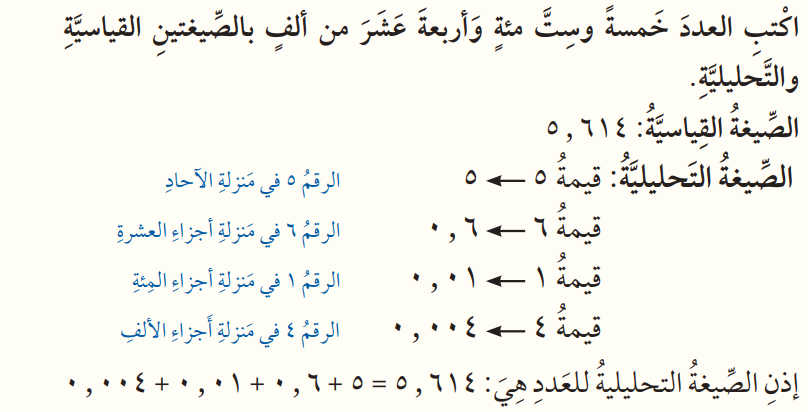 اكْتبِ العددَ خَمسةً وسِتَّ مئةٍ وَأربعةَ عَشَرَ من ألفٍ بالصِّيغتينِ القياسيَّةِ
والتَّحليليَّةِ.
الصِّيغةُ القِياسيَّةُ: ٥,٦١٤
الصِّيغةُ التَحليليَّةُ: قيمةُ ٥ ← ٥ الرقمُ ٥ في مَنزلةِ الآحادِ
قيمةُ ٦ ← ٠,٦ الرقمُ ٦ في مَنزلةِ أجزاءِ العشرةِ
قيمةُ ١ ← ٠,٠١ الرقمُ ١ في مَنزلةِ أجزاءِ المِئةِ
قيمةُ ٤ ← ٠,٠٠٤ الرقمُ ٤ في مَنزلةِ أَجزاءِ الألفِ
إذنِ الصِّيغةُ التحليليةُ للعَددِ هِيَ: ٥,٦١٤ = ٥ + ٠,٦ + ٠,٠١ + ٠,٠٠٤